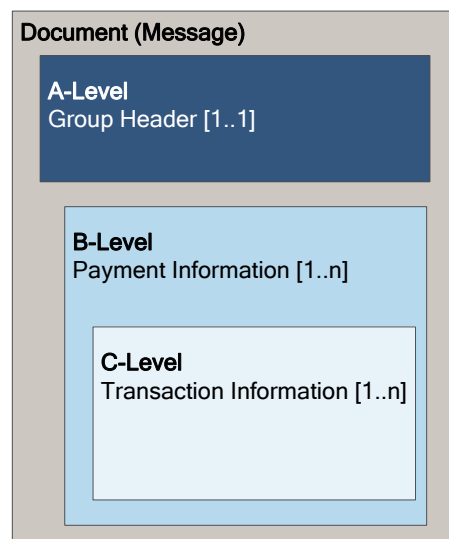 Document (Message)
A-Level
Group Header [1..1]
B-Level
Payment Information [1..n]
C-Level
Transaction Information [1..n]